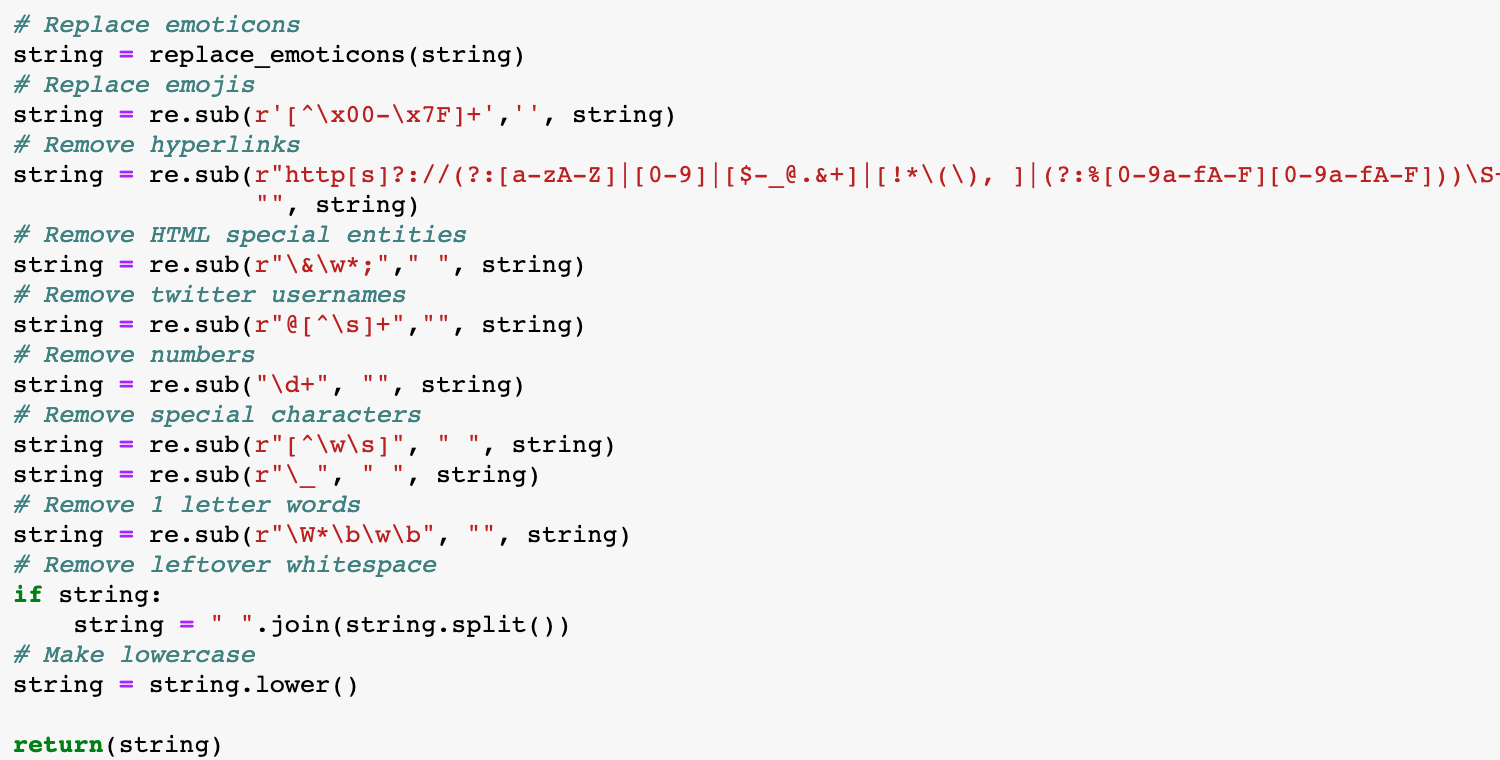 # Replace emoticons
string = replace_emoticons(string)
# Replace emojis
string = re.sub(r'[^\x00-\x7F]+','', string)
# Remove hyperlinks
string = re.sub(r"http[s]?://(?:[a-zA-Z]|[0-9]|[$-_@.&+]|[!*\(\), ]|(?:%[0-9a-fA-F][0-9a-fA-F]))\S+
                "", string)
# Remove HTML special entities
string = re.sub(r"\&\w*;"," ", string)
# Remove twitter usernames
string = re.sub(r"@[^\s]+","", string)
# Remove numbers
string = re.sub("\d+", "", string)
# Remove special characters
string = re.sub(r"[^\w\s]", " ", string)
string = re.sub(r"\_", " ", string)
# Remove 1 letter words
string = re.sub(r"\W*\b\w\b", "", string)
# Remove leftover whitespace
if string:
    string = " ".join(string.split())
# Make lowercase
string = string.lower()
return(string)